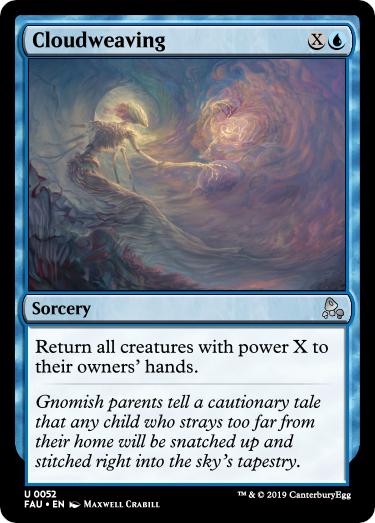 Cloudweaving X
Sorcery
Return all creatures with power X to
their owners' hands.
Gnomish parents tell a cautionary tale
that any child who strays too far from
their home will be snatched up and
stitched right into the sky's tapestry.
U 0052
FAU • EN Maxwell Crabill
™ & © 2019 CanterburyEgg